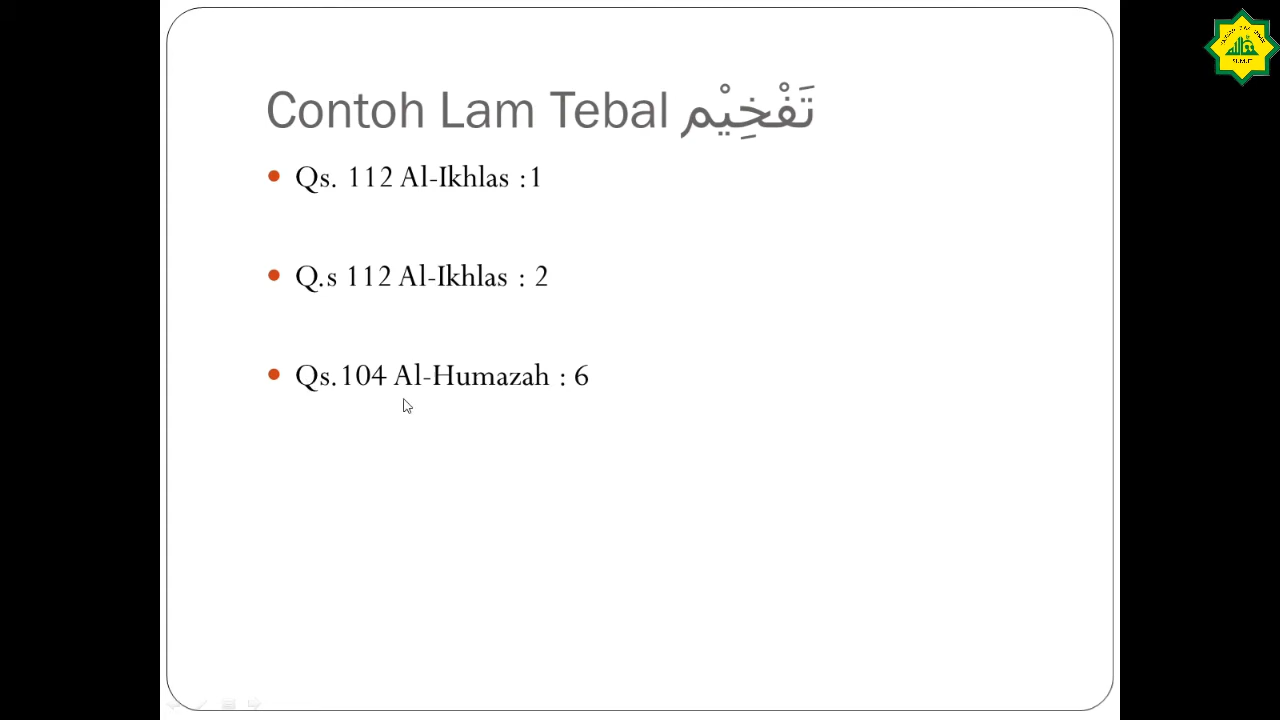 Contoh Lam Tebal تَفْخِيْم
Qs. 112 Al-Ikhlas :1
Q.s 112 Al-Ikhlas : 2
Qs.104 Al-Humazah : 6